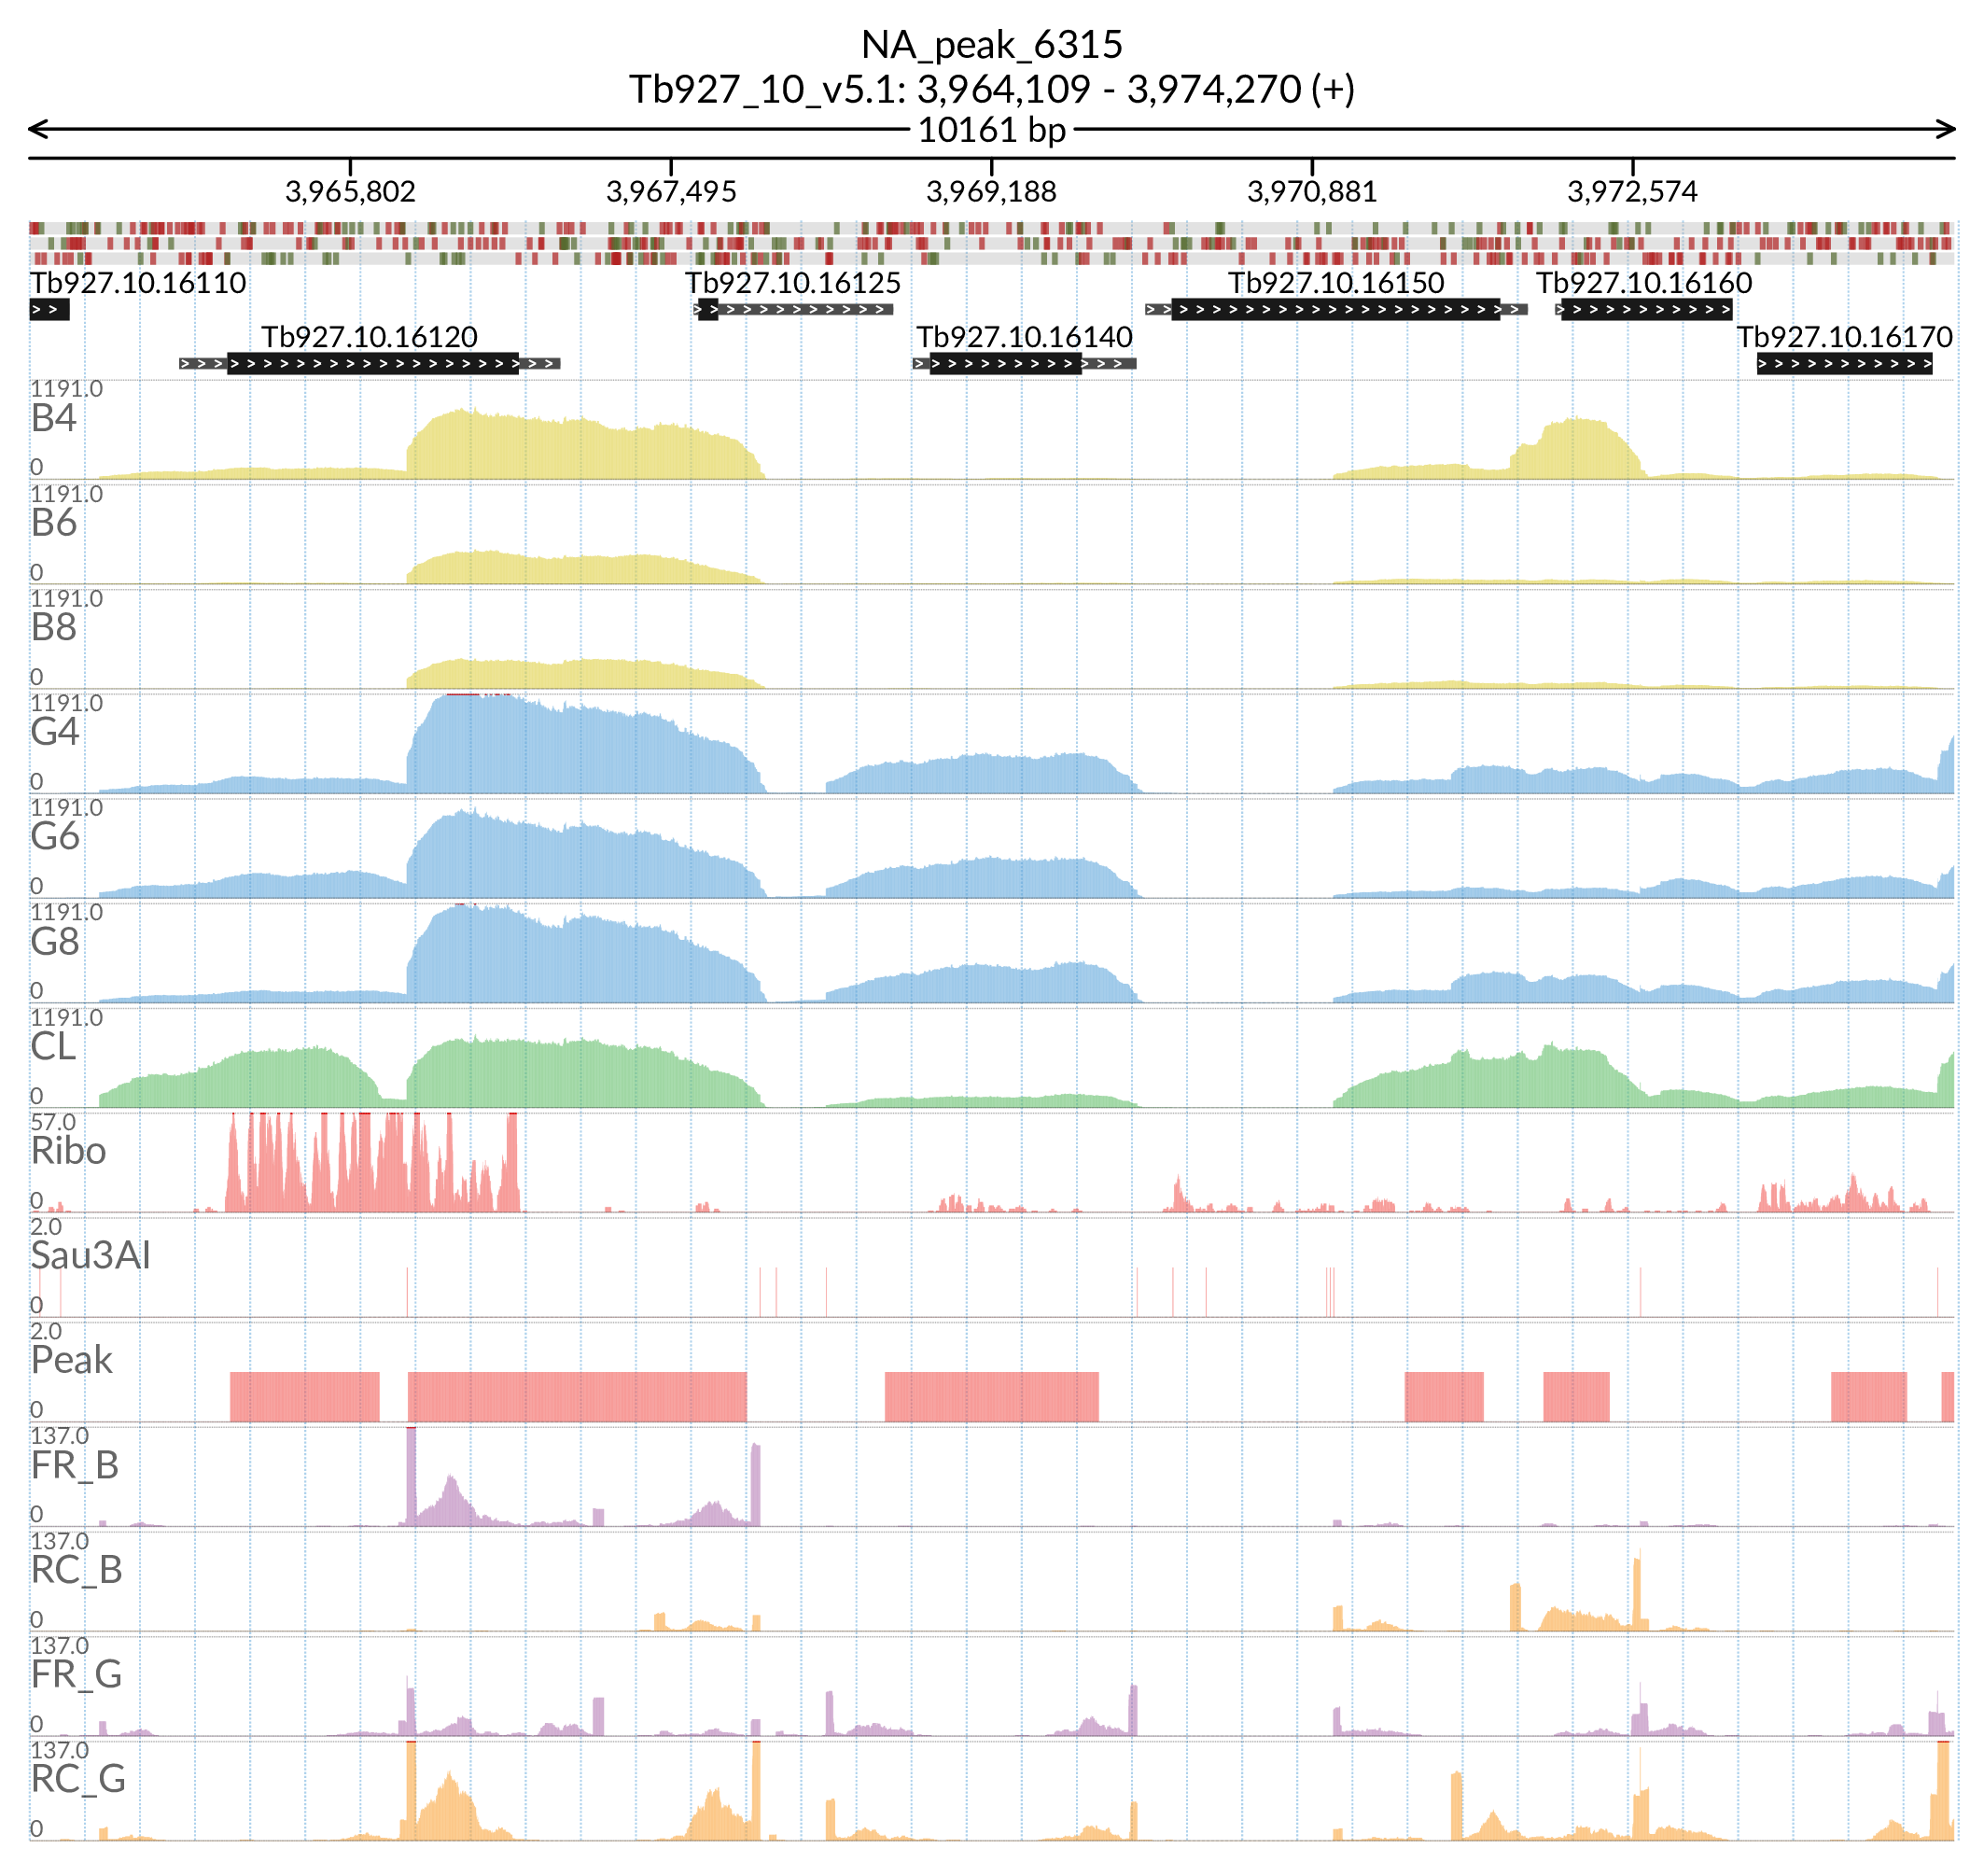 NA_peak_6315
Tb927_10_v5.1: 3,964,109 - 3,974,270 (+)
10161 bp
3,965,802 3,967,495 3,969,188 3,970,881 3,972,574
Tb927.10.16110 Tb927.10.16125 Tb927.10.16150 Tb927.10.16160
Tb927.10.16120 Tb927.10.16140 Tb927.10.16170
1191.0
B4
0
1191.0
B6
0
1191.0
B8
0
1191.0
G4
0
1191.0
G6
0
1191.0
G8
0
1191.0
CL
0
57.0
Ribo
0
2.0
Sau3AI
0
2.0
Peak
0
137.0
FR_B
0
137.0
RC_B
0
137.0
FR_G
0
137.0
RC_G
0